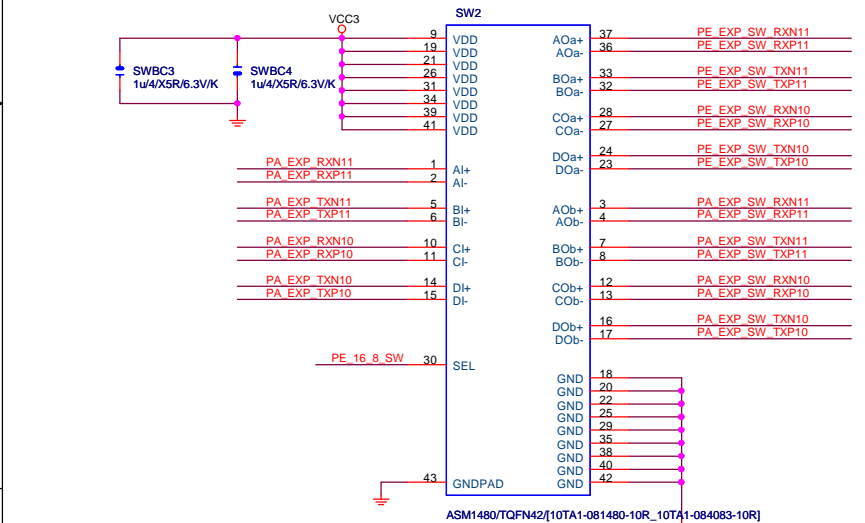 VCC3
SW2
SWBC3
1u/4/X5R/6.3V/K
SWBC4
1u/4/X5R/6.3V/K
9 VDD
19 VDD
21 VDD
26 VDD
31 VDD
34 VDD
39 VDD
41 VDD
PA_EXP_RXN11 1 AI+
PA_EXP_RXP11 2 AI-
PA_EXP_TXN11 5 BI+
PA_EXP_TXP11 6 BI-
PA_EXP_RXN10 10 CI+
PA_EXP_RXP10 11 CI-
PA_EXP_TXN10 14 DI+
PA_EXP_TXP10 15 DI-
PE_16_8_SW 30 SEL
43 GNDPAD
AOa+ 37 PE_EXP_SW_RXN11
AOa- 36 PE_EXP_SW_RXP11
BOa+ 33 PE_EXP_SW_TXN11
BOa- 32 PE_EXP_SW_TXP11
COa+ 28 PE_EXP_SW_RXN10
COa- 27 PE_EXP_SW_RXP10
DOa+ 24 PE_EXP_SW_TXN10
DOa- 23 PE_EXP_SW_TXP10
AOb+ 3 PA_EXP_SW_RXN11
AOb- 4 PA_EXP_SW_RXP11
BOb+ 7 PA_EXP_SW_TXN11
BOb- 8 PA_EXP_SW_TXP11
COb+ 12 PA_EXP_SW_RXN10
COb- 13 PA_EXP_SW_RXP10
DOb+ 16 PA_EXP_SW_TXN10
DOb- 17 PA_EXP_SW_TXP10
GND 18
GND 20
GND 22
GND 25
GND 29
GND 35
GND 38
GND 40
GND 42
ASM1480/TQFN42/[10TA1-081480-10R_10TA1-084083-10R]